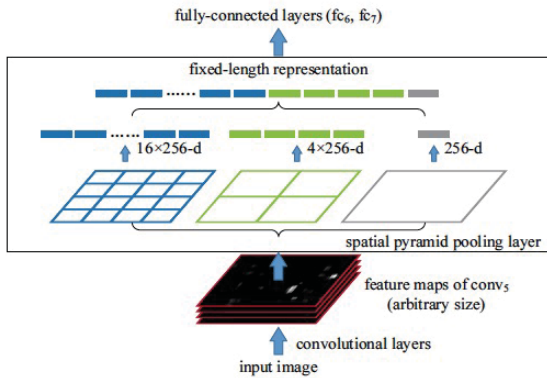 fully-connected layers (fc6, fc7)
fixed-length representation
......
......
16×256-d
4×256-d
256-d
spatial pyramid pooling layer
feature maps of conv5
(arbitrary size)
convolutional layers
input image